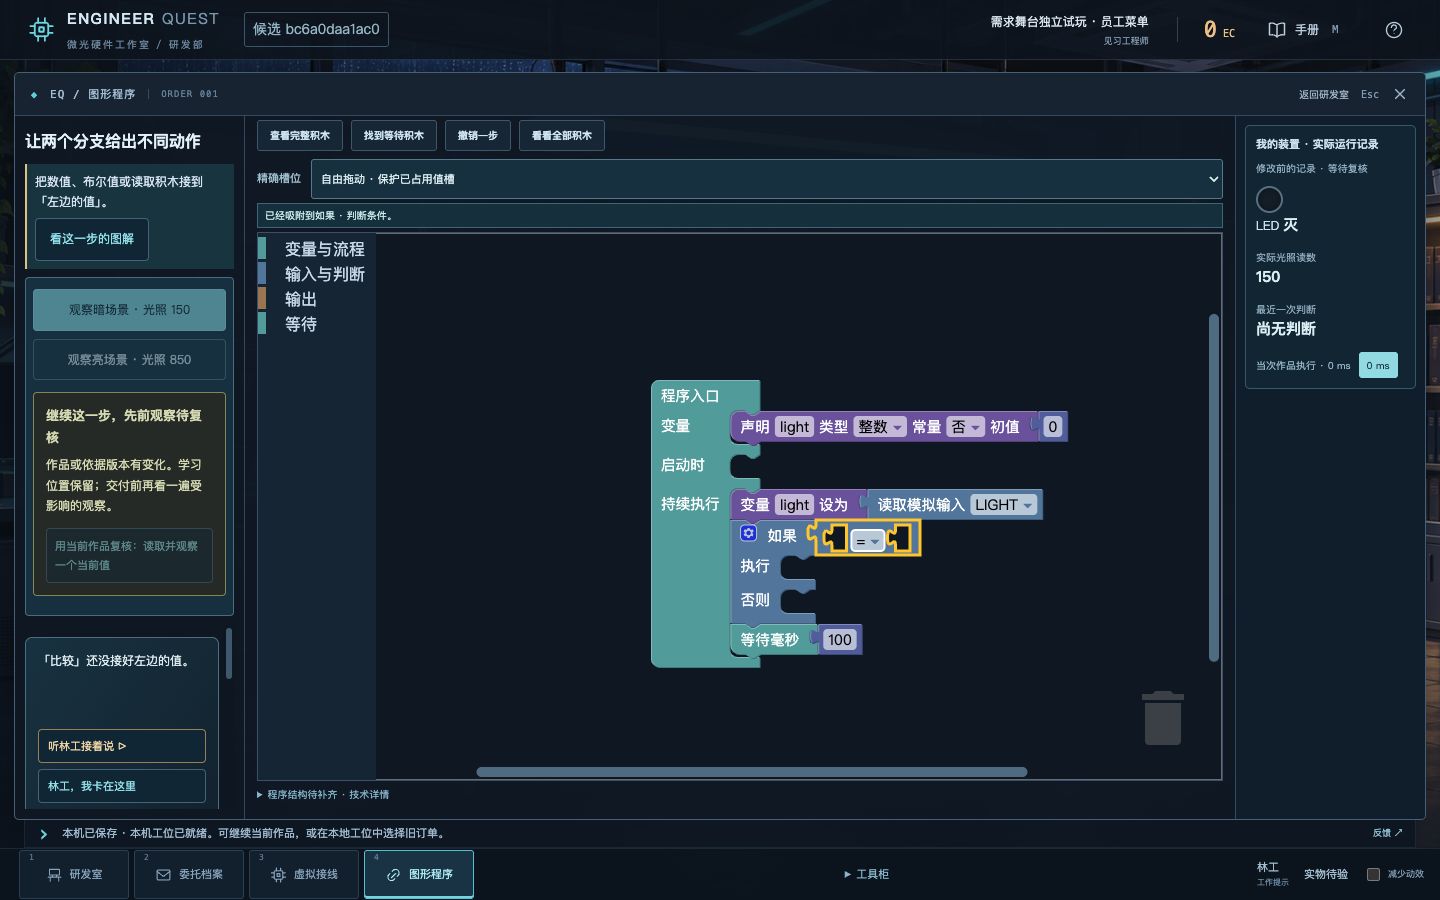 ENGINEER QUEST
微光硬件工作室 / 研发部
候选 bc6a0daa1ac0
需求舞台独立试玩 · 员工菜单
见习工程师
0 EC
手册 M
EQ / 图形程序
ORDER 001
返回研发室 Esc
让两个分支给出不同动作
把数值、布尔值或读取积木接到
「左边的值」。
看这一步的图解
观察暗场景 · 光照 150
观察亮场景 · 光照 850
继续这一步，先前观察待复
核
作品或依据版本有变化。学习
位置保留；交付前再看一遍受
影响的观察。
用当前作品复核：读取并观察
一个当前值
「比较」还没接好左边的值。
听林工接着说
林工，我卡在这里
查看完整积木
找到等待积木
撤销一步
看看全部积木
精确槽位
自由拖动 · 保护已占用值槽
已经吸附到如果 · 判断条件。
变量与流程
输入与判断
输出
等待
程序入口
变量
声明 light 类型 整数 常量 否 初值 0
启动时
持续执行
变量 light 设为 读取模拟输入 LIGHT
如果 =
执行
否则
等待毫秒 100
程序结构待补齐 · 技术详情
我的装置 · 实际运行记录
修改前的记录 · 等待复核
LED 灭
实际光照读数
150
最近一次判断
尚无判断
当次作品执行 · 0 ms
0 ms
本机已保存 · 本机工位已就绪。可继续当前作品，或在本地工位中选择旧订单。
反馈 ↗
1 研发室
2 委托档案
3 虚拟接线
4 图形程序
工具柜
林工
工作提示
实物待验
减少动效